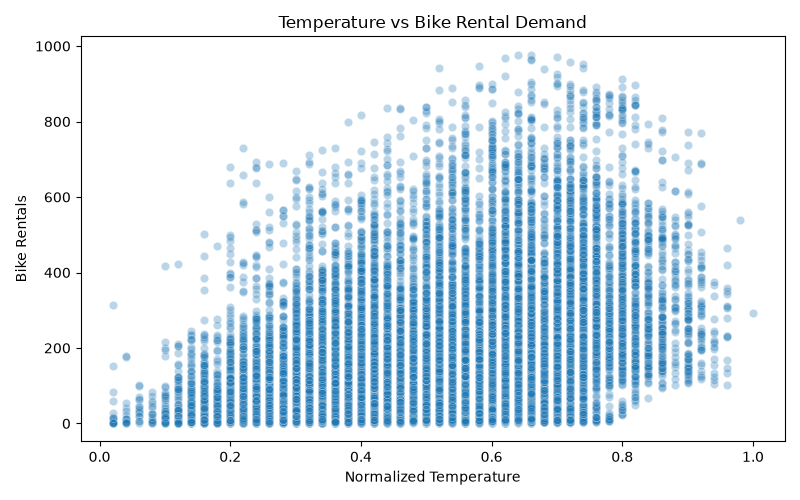 Temperature vs Bike Rental Demand
1000
800
600
400
200
0
Bike Rentals
0.0 0.2 0.4 0.6 0.8 1.0
Normalized Temperature